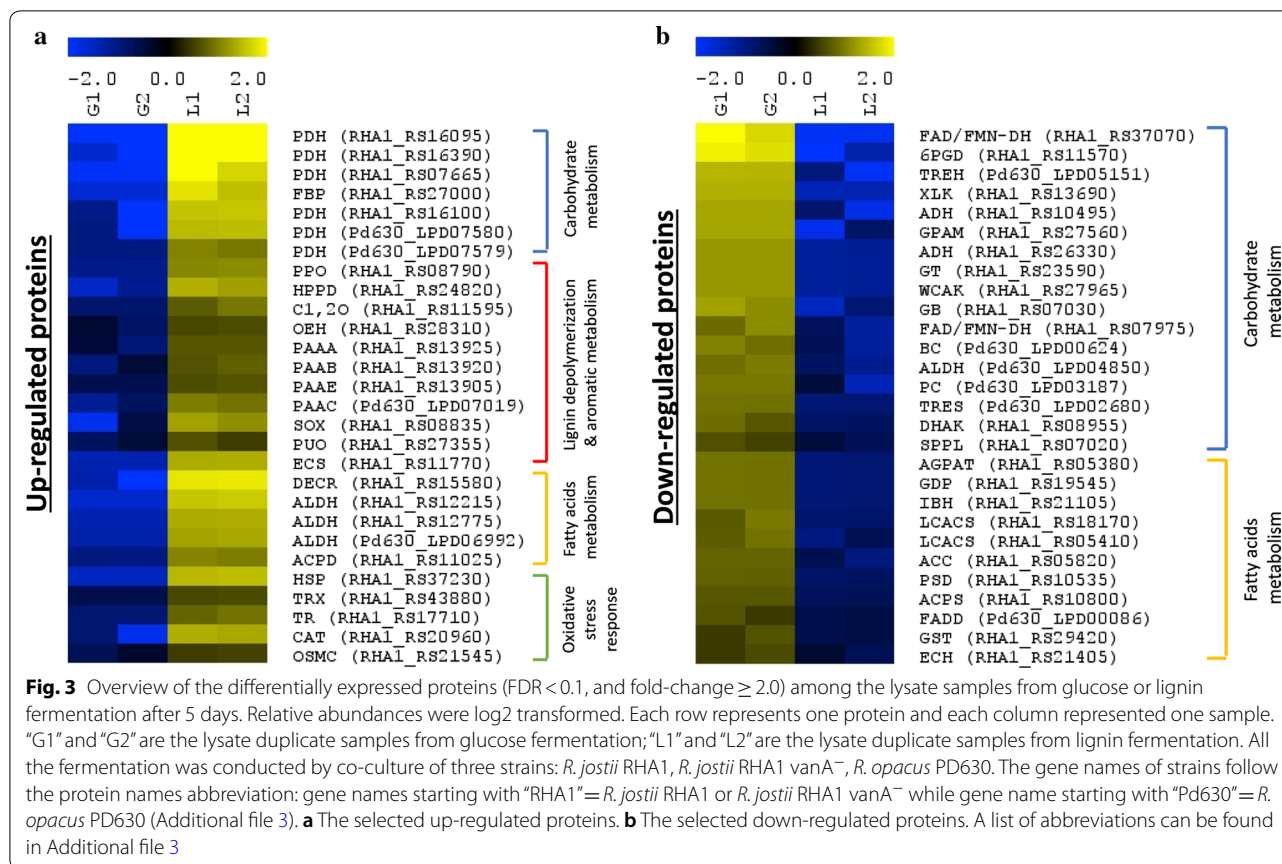 a
-2.0 0.0 2.0
G1 G2 L1 L2
Up-regulated proteins
PDH (RHA1_RS16095)
PDH (RHA1_RS16390)
PDH (RHA1_RS07665)
FBP (RHA1_RS27000)
PDH (RHA1_RS16100)
PDH (Pd630_LPD07580)
PDH (Pd630_LPD07579)
PPO (RHA1_RS08790)
HPPD (RHA1_RS24820)
C1,2O (RHA1_RS11595)
OEH (RHA1_RS28310)
PAAA (RHA1_RS13925)
PAAB (RHA1_RS13920)
PAAE (RHA1_RS13905)
PAAC (Pd630_LPD07019)
SOX (RHA1_RS08835)
PUO (RHA1_RS27355)
ECS (RHA1_RS11770)
DECR (RHA1_RS15580)
ALDH (RHA1_RS12215)
ALDH (RHA1_RS12775)
ALDH (Pd630_LPD06992)
ACPD (RHA1_RS11025)
HSP (RHA1_RS37230)
TRX (RHA1_RS43880)
TR (RHA1_RS17710)
CAT (RHA1_RS20960)
OSMC (RHA1_RS21545)
Carbohydrate
metabolism
Lignin depolymerization
& aromatic metabolism
Fatty acids
metabolism
Oxidative
stress
response
b
-2.0 0.0 2.0
G1 G2 L1 L2
Down-regulated proteins
FAD/FMN-DH (RHA1_RS37070)
6PGD (RHA1_RS11570)
TREH (Pd630_LPD05151)
XLK (RHA1_RS13690)
ADH (RHA1_RS10495)
GPAM (RHA1_RS27560)
ADH (RHA1_RS26330)
GT (RHA1_RS23590)
WCAK (RHA1_RS27965)
GB (RHA1_RS07030)
FAD/FMN-DH (RHA1_RS07975)
BC (Pd630_LPD00624)
ALDH (Pd630_LPD04850)
PC (Pd630_LPD03187)
TRES (Pd630_LPD02680)
DHAK (RHA1_RS08955)
SPPL (RHA1_RS07020)
AGPAT (RHA1_RS05380)
GDP (RHA1_RS19545)
IBH (RHA1_RS21105)
LCACS (RHA1_RS18170)
LCACS (RHA1_RS05410)
ACC (RHA1_RS05820)
PSD (RHA1_RS10535)
ACPS (RHA1_RS10800)
FADD (Pd630_LPD00086)
GST (RHA1_RS29420)
ECH (RHA1_RS21405)
Carbohydrate
metabolism
Fatty acids
metabolism
Fig. 3 Overview of the differentially expressed proteins (FDR < 0.1, and fold-change ≥ 2.0) among the lysate samples from glucose or lignin
fermentation after 5 days. Relative abundances were log2 transformed. Each row represents one protein and each column represented one sample.
“G1” and “G2” are the lysate duplicate samples from glucose fermentation; “L1” and “L2” are the lysate duplicate samples from lignin fermentation. All
the fermentation was conducted by co-culture of three strains: R. jostii RHA1, R. jostii RHA1 vanA⁻, R. opacus PD630. The gene names of strains follow
the protein names abbreviation: gene names starting with “RHA1” = R. jostii RHA1 or R. jostii RHA1 vanA⁻ while gene name starting with “Pd630” = R.
opacus PD630 (Additional file 3). a The selected up-regulated proteins. b The selected down-regulated proteins. A list of abbreviations can be found
in Additional file 3